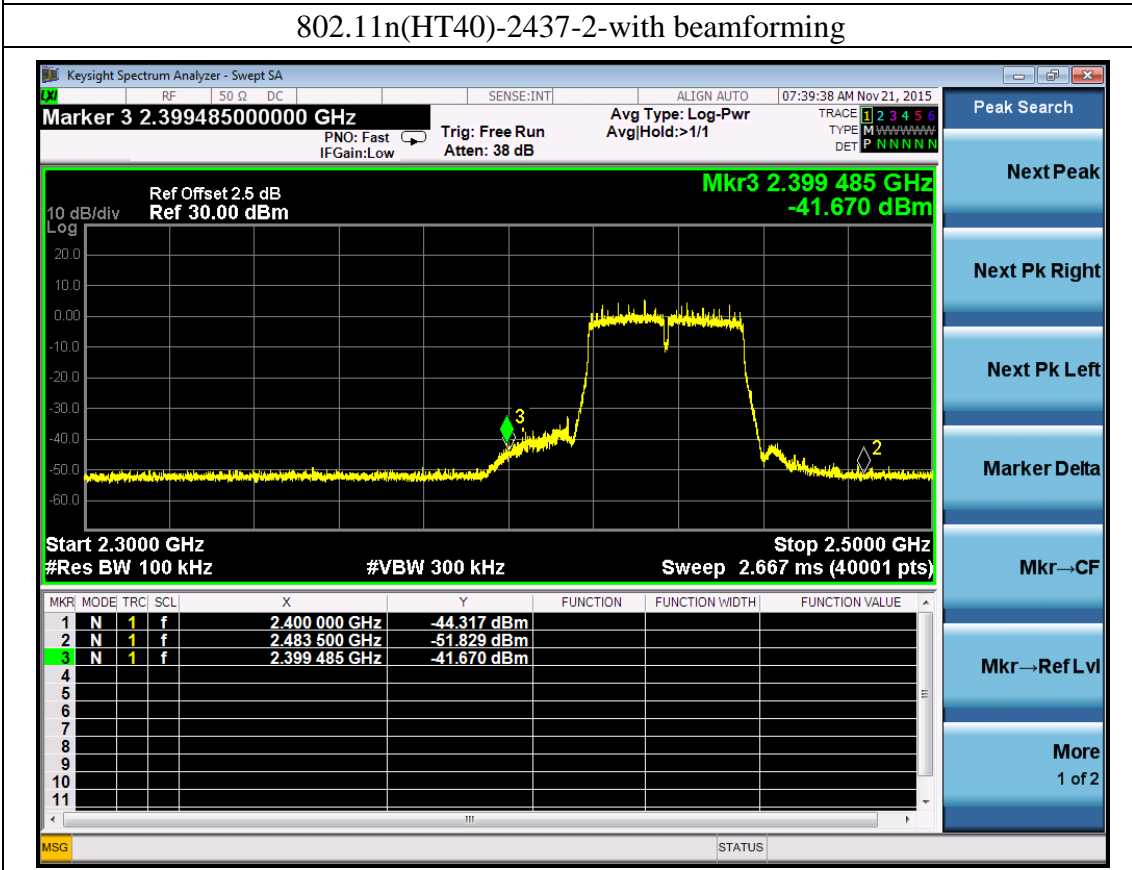 802.11n(HT40)-2437-2-with beamforming
Keysight Spectrum Analyzer - Swept SA
LXI RF 50 Ω DC SENSE:INT ALIGN AUTO 07:39:38 AM Nov 21, 2015
Marker 3 2.399485000000 GHz
PNO: Fast
IFGain:Low
Trig: Free Run
Atten: 38 dB
Avg Type: Log-Pwr
Avg|Hold:>1/1
TRACE 1 2 3 4 5 6
TYPE M WWWWW
DET P N N N N N
Peak Search
Next Peak
Next Pk Right
Next Pk Left
Marker Delta
Mkr→CF
Mkr→Ref Lvl
More
1 of 2
Mkr3 2.399 485 GHz
-41.670 dBm
Ref Offset 2.5 dB
10 dB/div Ref 30.00 dBm
Log
20.0
10.0
0.00
-10.0
-20.0
-30.0
-40.0
-50.0
-60.0
3
2
Start 2.3000 GHz Stop 2.5000 GHz
#Res BW 100 kHz #VBW 300 kHz Sweep 2.667 ms (40001 pts)
MKR MODE TRC SCL X Y FUNCTION FUNCTION WIDTH FUNCTION VALUE
1 N 1 f 2.400 000 GHz -44.317 dBm
2 N 1 f 2.483 500 GHz -51.829 dBm
3 N 1 f 2.399 485 GHz -41.670 dBm
4
5
6
7
8
9
10
11
MSG STATUS